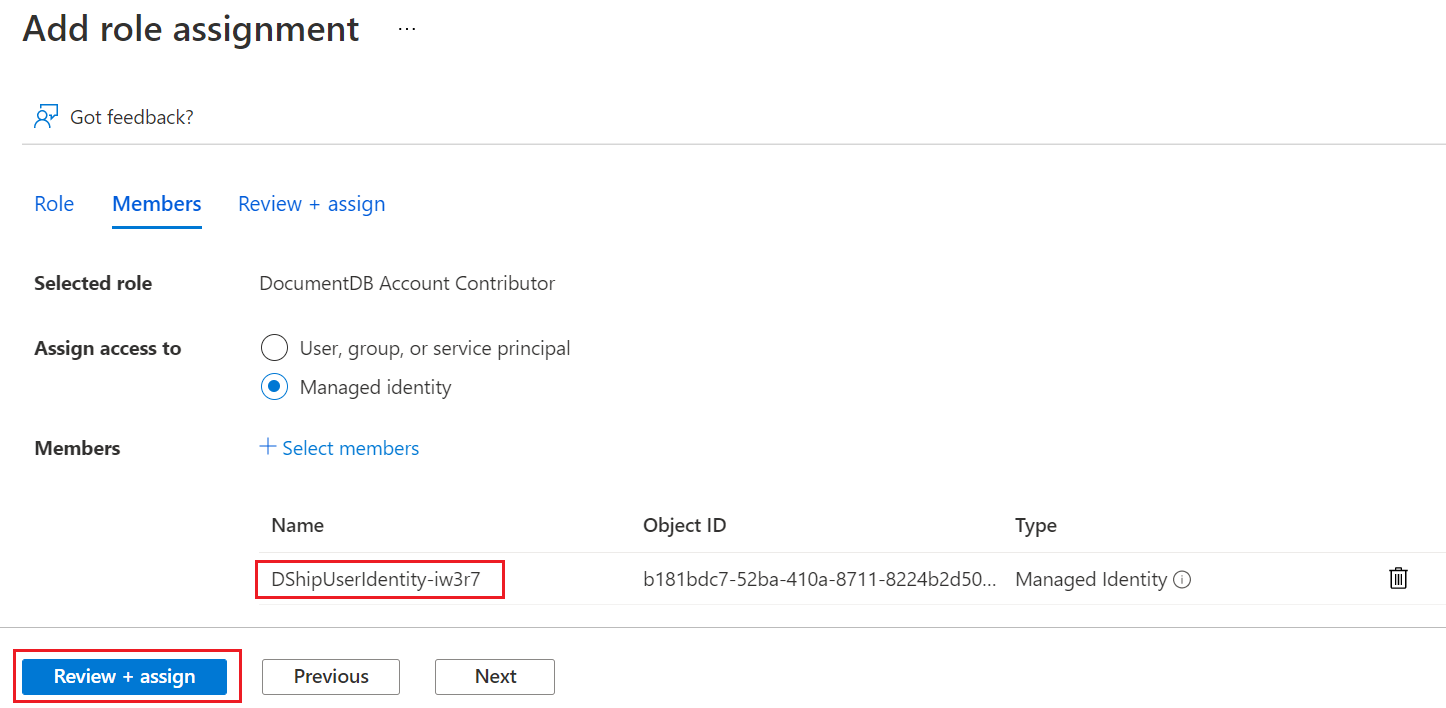 Add role assignment ...
Got feedback?
Role Members Review + assign
Selected role DocumentDB Account Contributor
Assign access to User, group, or service principal
Managed identity
Members + Select members
Name Object ID Type
DShipUserIdentity-iw3r7 b181bdc7-52ba-410a-8711-8224b2d50... Managed Identity
Review + assign Previous Next